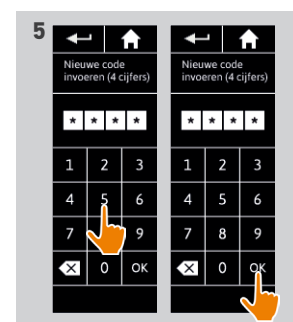 5
Nieuwe code
invoeren (4 cijfers)
* * * *
1 2 3
4 5 6
7 9
0 OK
Nieuwe code
invoeren (4 cijfers)
* * * *
1 2 3
4 5 6
7 8 9
0 OK